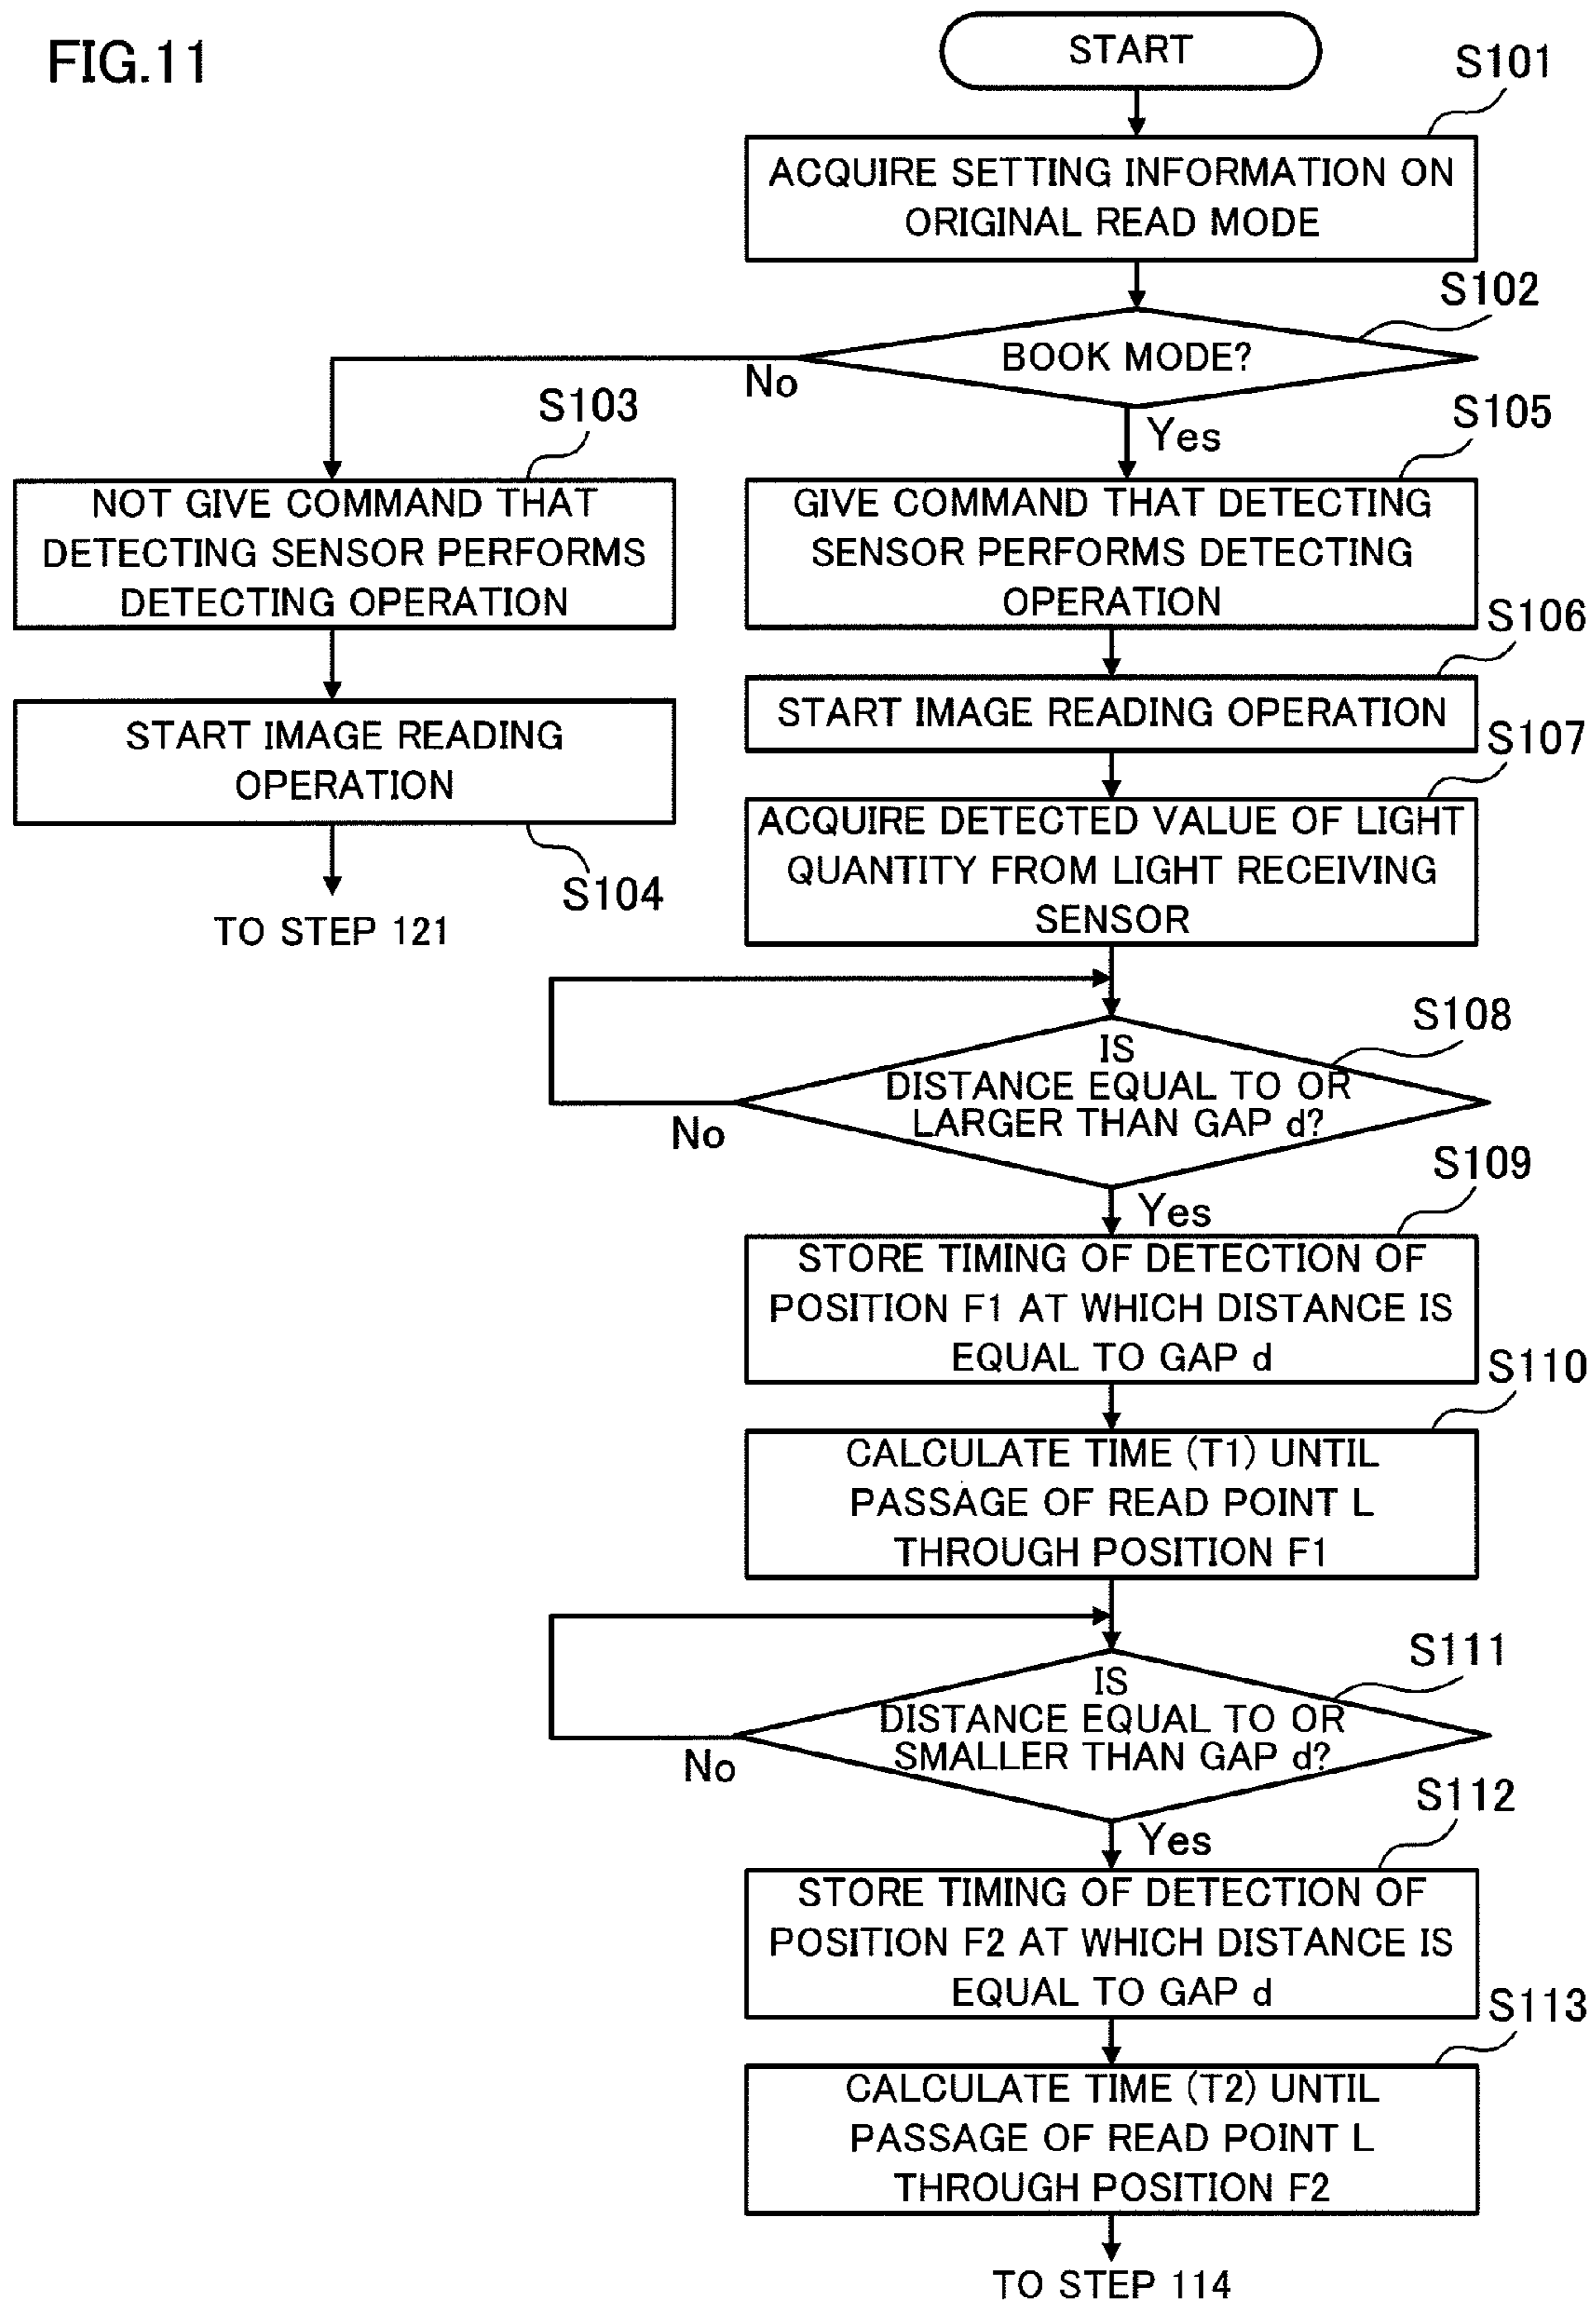 FIG.11
START
S101
ACQUIRE SETTING INFORMATION ON
ORIGINAL READ MODE
S102
BOOK MODE?
No
Yes
S103
NOT GIVE COMMAND THAT
DETECTING SENSOR PERFORMS
DETECTING OPERATION
START IMAGE READING
OPERATION
S104
TO STEP 121
S105
GIVE COMMAND THAT DETECTING
SENSOR PERFORMS DETECTING
OPERATION
S106
START IMAGE READING OPERATION
S107
ACQUIRE DETECTED VALUE OF LIGHT
QUANTITY FROM LIGHT RECEIVING
SENSOR
S108
IS
DISTANCE EQUAL TO OR
LARGER THAN GAP d?
No
Yes
S109
STORE TIMING OF DETECTION OF
POSITION F1 AT WHICH DISTANCE IS
EQUAL TO GAP d
S110
CALCULATE TIME (T1) UNTIL
PASSAGE OF READ POINT L
THROUGH POSITION F1
S111
IS
DISTANCE EQUAL TO OR
SMALLER THAN GAP d?
No
Yes
S112
STORE TIMING OF DETECTION OF
POSITION F2 AT WHICH DISTANCE IS
EQUAL TO GAP d
S113
CALCULATE TIME (T2) UNTIL
PASSAGE OF READ POINT L
THROUGH POSITION F2
TO STEP 114